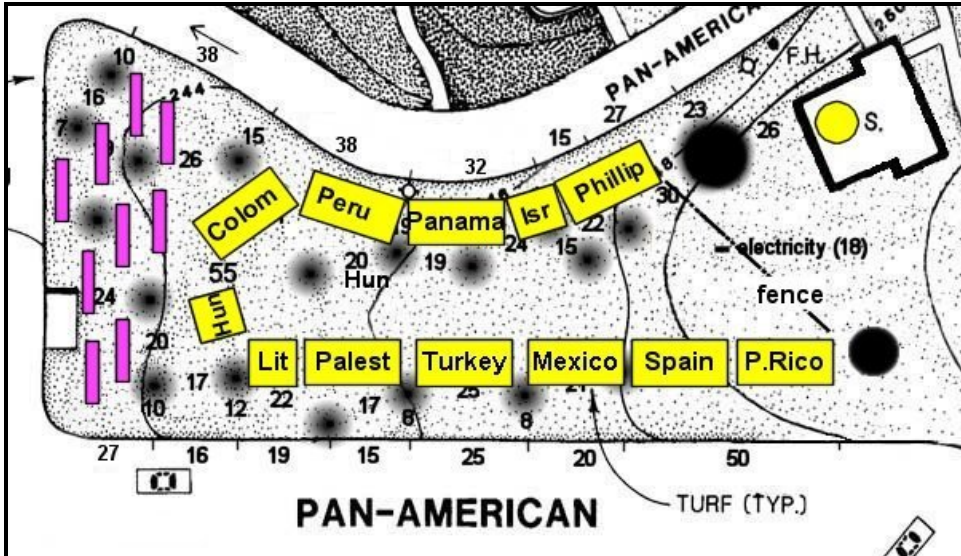 10
38
PAN-AMERICAN
F.H.
260
16
244
7
15
38
27
23
26
S.
26
32
15
18
30
Colom
Peru
Panama
Isr
Phillip
22
24
15
electricity (18)
55
20
19
Hun
Hun
fence
24
20
Lit
Palest
Turkey
Mexico
Spain
P.Rico
17
10
12
22
17
8
25
8
21
27
16
19
15
25
20
50
PAN-AMERICAN
TURF (TYP.)